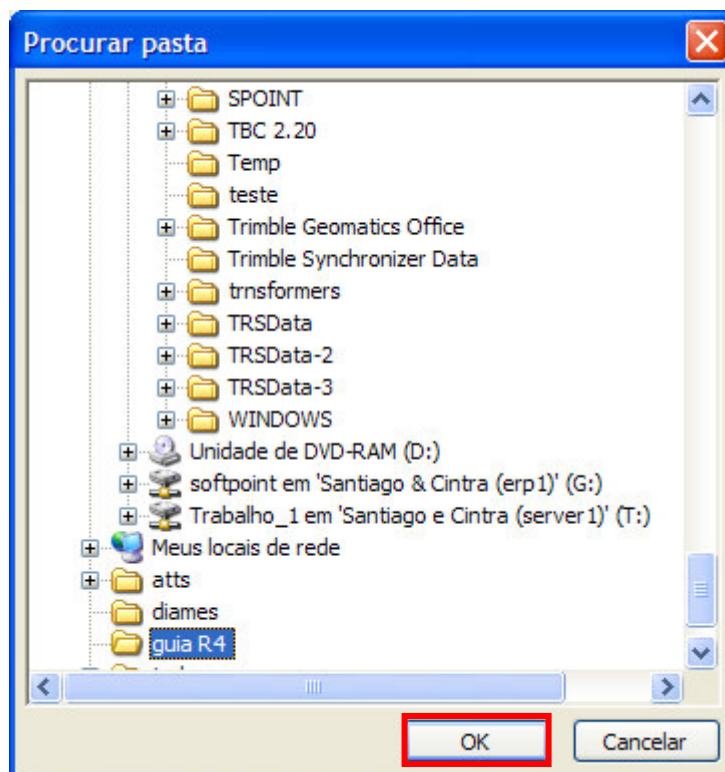 Procurar pasta
SPOINT
TBC 2.20
Temp
teste
Trimble Geomatics Office
Trimble Synchronizer Data
trnsformers
TRSData
TRSData-2
TRSData-3
WINDOWS
Unidade de DVD-RAM (D:)
softpoint em 'Santiago & Cintra (erp1)' (G:)
Trabalho_1 em 'Santiago e Cintra (server1)' (T:)
Meus locais de rede
atts
diames
guia R4
OK Cancelar